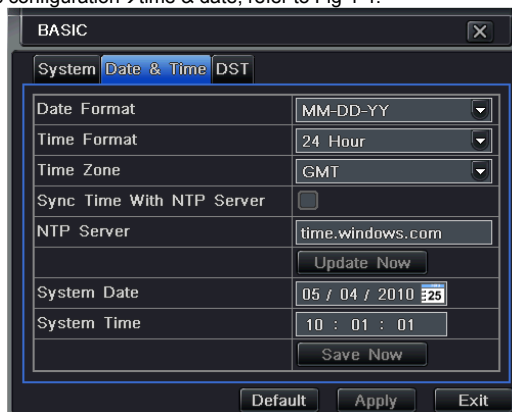 configuration→time & date; refer to Fig 4-4:
BASIC
System Date & Time DST
Date Format MM-DD-YY
Time Format 24 Hour
Time Zone GMT
Sync Time With NTP Server
NTP Server time.windows.com
Update Now
System Date 05 / 04 / 2010 25
System Time 10 : 01 : 01
Save Now
Default Apply Exit